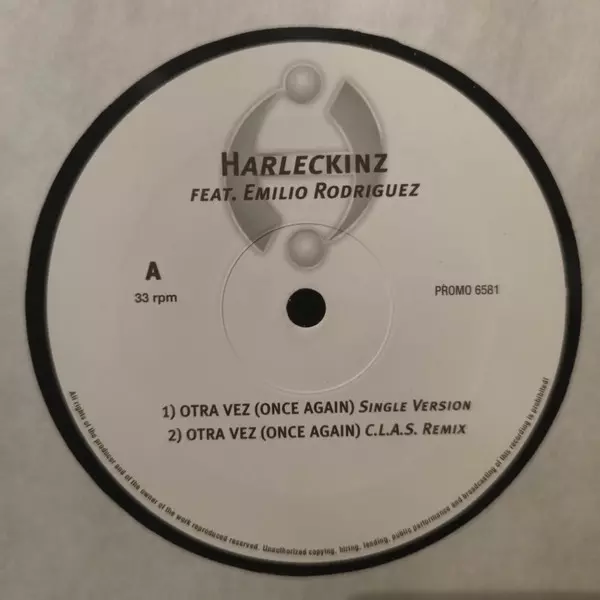 HARLECKINZ
FEAT. EMILIO RODRIGUEZ
A
33 rpm
PROMO 6581
1) OTRA VEZ (ONCE AGAIN) SINGLE VERSION
2) OTRA VEZ (ONCE AGAIN) C.L.A.S. REMIX
All rights of the producer and of the owner of the work reproduced reserved. Unauthorized copying, hiring, lending, public performance and broadcasting of this recording is prohibited!